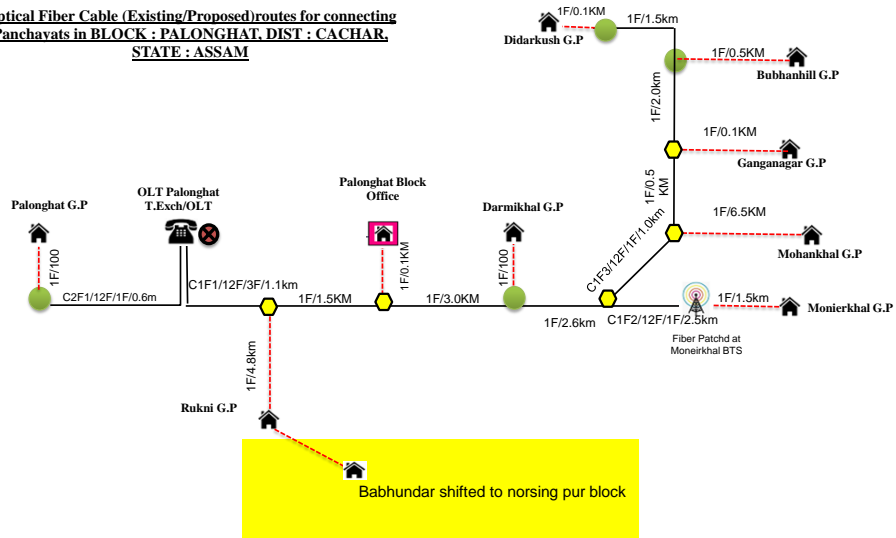 ptical Fiber Cable (Existing/Proposed)routes for connecting
Panchayats in BLOCK : PALONGHAT, DIST : CACHAR,
STATE : ASSAM
1F/0.1KM
1F/1.5km
Didarkush G.P
1F/0.5KM
Bubhanhill G.P
1F/2.0km
1F/0.1KM
Ganganagar G.P
1F/0.5
KM
1F/6.5KM
Mohankhal G.P
C1F3/12F/1F/1.0km
Palonghat G.P
OLT Palonghat
T.Exch/OLT
Palonghat Block
Office
Darmikhal G.P
1F/100
C2F1/12F/1F/0.6m
C1F1/12F/3F/1.1km
1F/1.5KM
1F/0.1KM
1F/3.0KM
1F/100
1F/2.6km
C1F2/12F/1F/2.5km
1F/1.5km
Monierkhal G.P
Fiber Patchd at
Moneirkhal BTS
1F/4.8km
Rukni G.P
Babhundar shifted to norsing pur block